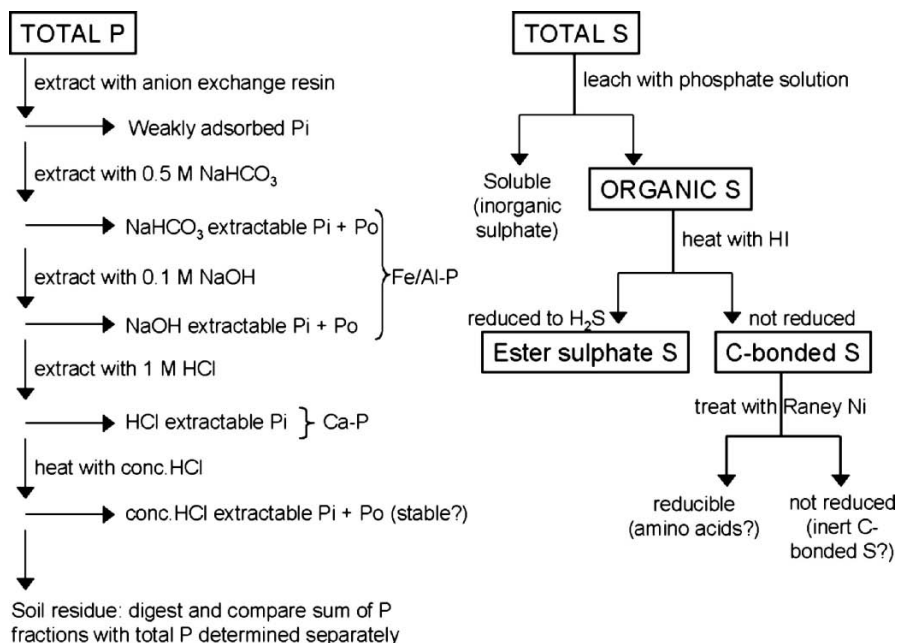 TOTAL P
extract with anion exchange resin
Weakly adsorbed Pi
extract with 0.5 M NaHCO₃
NaHCO₃ extractable Pi + Po
Fe/Al-P
extract with 0.1 M NaOH
NaOH extractable Pi + Po
extract with 1 M HCl
HCl extractable Pi } Ca-P
heat with conc.HCl
conc.HCl extractable Pi + Po (stable?)
Soil residue: digest and compare sum of P
fractions with total P determined separately
TOTAL S
leach with phosphate solution
Soluble
(inorganic
sulphate)
ORGANIC S
heat with HI
reduced to H₂S
Ester sulphate S
not reduced
C-bonded S
treat with Raney Ni
reducible
(amino acids?)
not reduced
(inert C-
bonded S?)